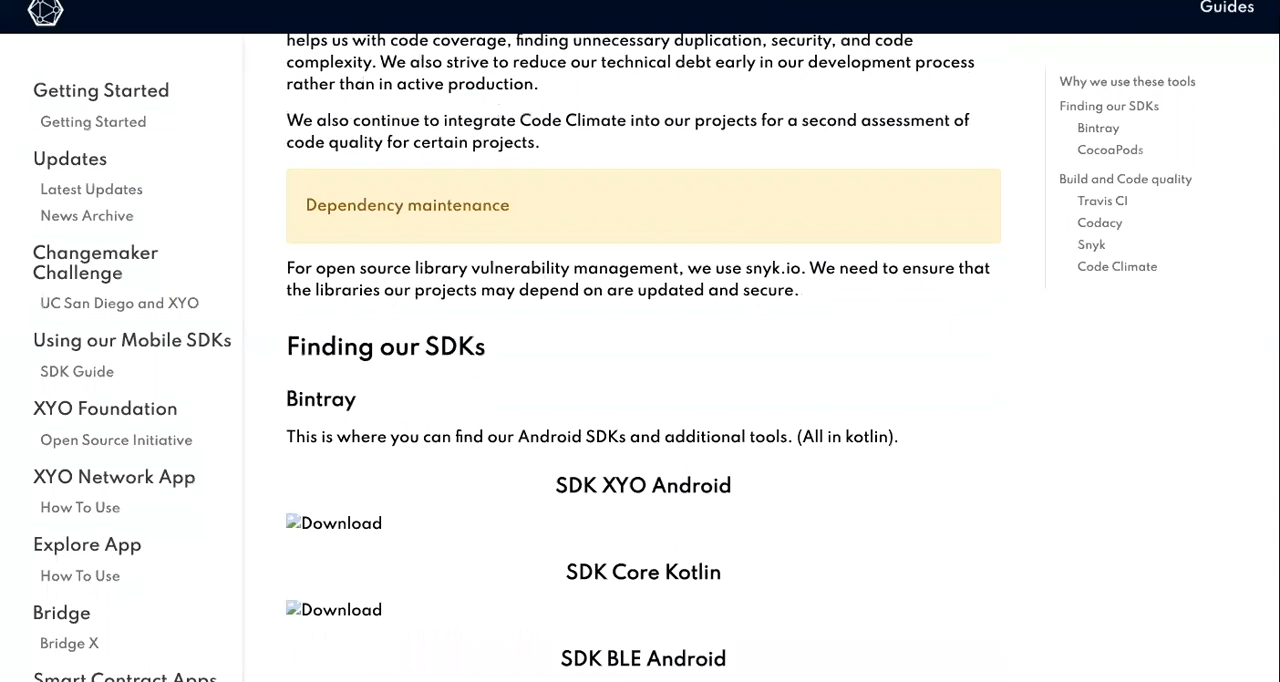 Guides
Getting Started
Getting Started
Updates
Latest Updates
News Archive
Changemaker
Challenge
UC San Diego and XYO
Using our Mobile SDKs
SDK Guide
XYO Foundation
Open Source Initiative
XYO Network App
How To Use
Explore App
How To Use
Bridge
Bridge X
Smart Contract Apps
helps us with code coverage, finding unnecessary duplication, security, and code
complexity. We also strive to reduce our technical debt early in our development process
rather than in active production.
We also continue to integrate Code Climate into our projects for a second assessment of
code quality for certain projects.
Dependency maintenance
For open source library vulnerability management, we use snyk.io. We need to ensure that
the libraries our projects may depend on are updated and secure.
Finding our SDKs
Bintray
This is where you can find our Android SDKs and additional tools. (All in kotlin).
SDK XYO Android
Download
SDK Core Kotlin
Download
SDK BLE Android
Why we use these tools
Finding our SDKs
Bintray
CocoaPods
Build and Code quality
Travis CI
Codacy
Snyk
Code Climate